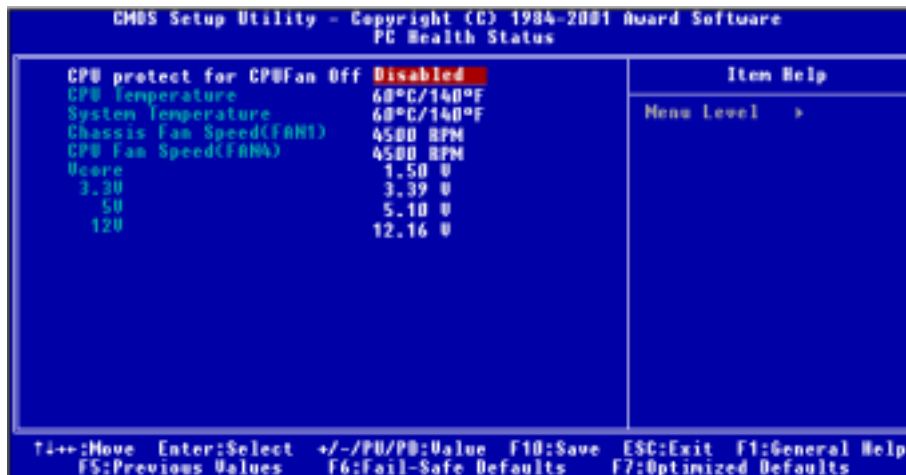 CMOS Setup Utility - Copyright (C) 1984-2001 Award Software
PC Health Status
CPU protect for CPUFan Off Disabled
CPU Temperature 60°C/140°F
System Temperature 60°C/140°F
Chassis Fan Speed(FAN1) 4500 RPM
CPU Fan Speed(FAN4) 4500 RPM
Vcore 1.50 V
3.3V 3.39 V
5V 5.10 V
12V 12.16 V
Item Help
Menu Level ▸
↑↓←→:Move Enter:Select +/-/PU/PD:Value F10:Save ESC:Exit F1:General Help
F5:Previous Values F6:Fail-Safe Defaults F7:Optimized Defaults